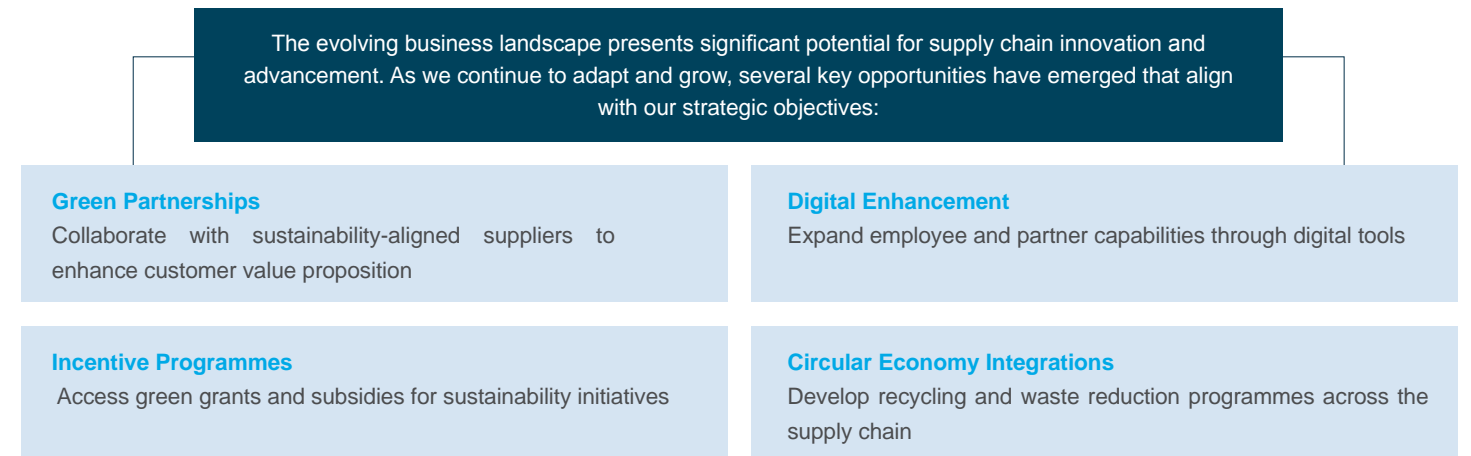 The evolving business landscape presents significant potential for supply chain innovation and
advancement. As we continue to adapt and grow, several key opportunities have emerged that align
with our strategic objectives:
Green Partnerships
Collaborate with sustainability-aligned suppliers to
enhance customer value proposition
Digital Enhancement
Expand employee and partner capabilities through digital tools
Incentive Programmes
Access green grants and subsidies for sustainability initiatives
Circular Economy Integrations
Develop recycling and waste reduction programmes across the
supply chain